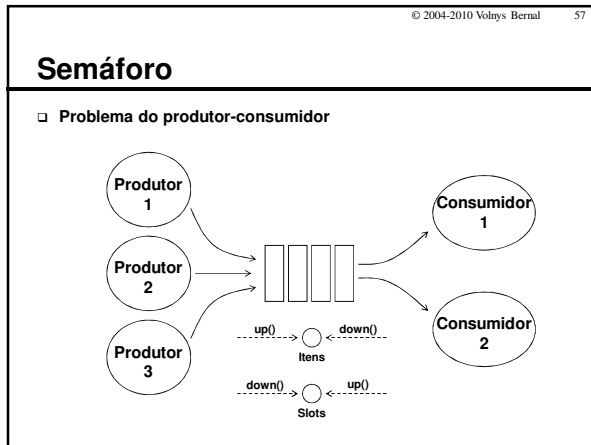 © 2004-2010 Volnys Bernal 57
Semáforo
❑ Problema do produtor-consumidor
Produtor
1
Produtor
2
Produtor
3
Consumidor
1
Consumidor
2
up() down()
Itens
down() up()
Slots